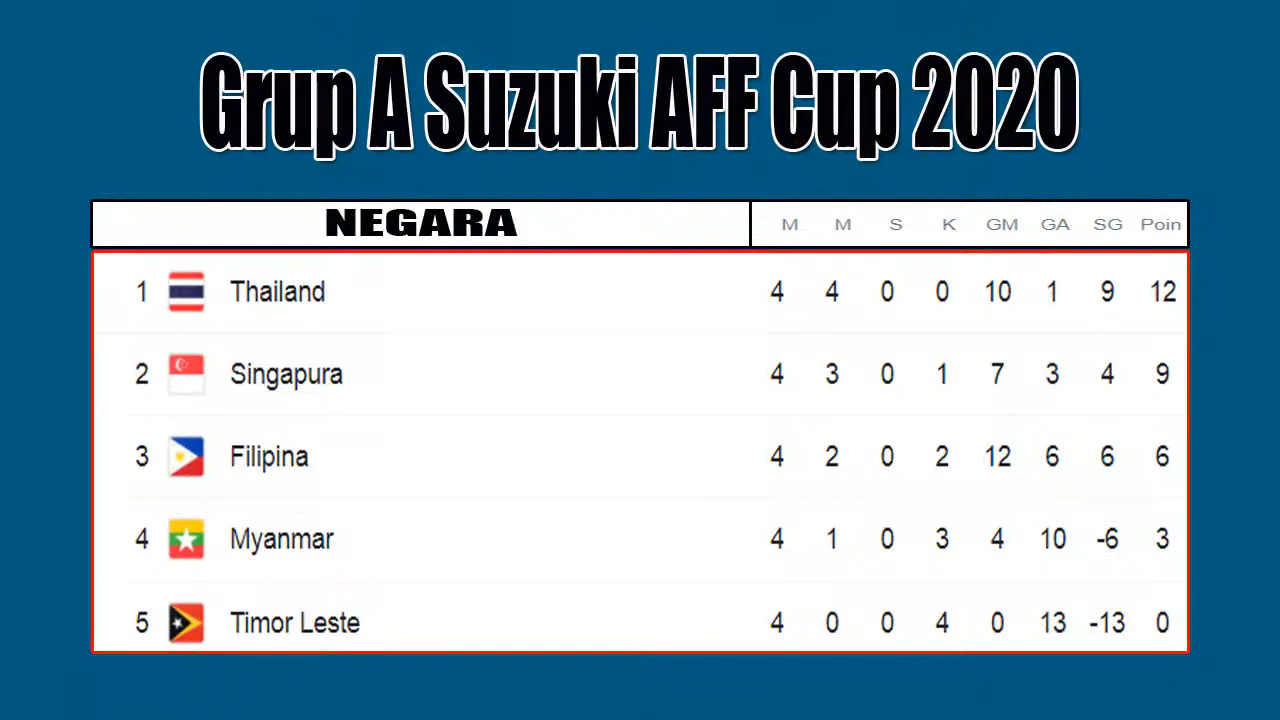 Grup A Suzuki AFF Cup 2020
NEGARA M M S K GM GA SG Poin
1 Thailand 4 4 0 0 10 1 9 12
2 Singapura 4 3 0 1 7 3 4 9
3 Filipina 4 2 0 2 12 6 6 6
4 Myanmar 4 1 0 3 4 10 -6 3
5 Timor Leste 4 0 0 4 0 13 -13 0